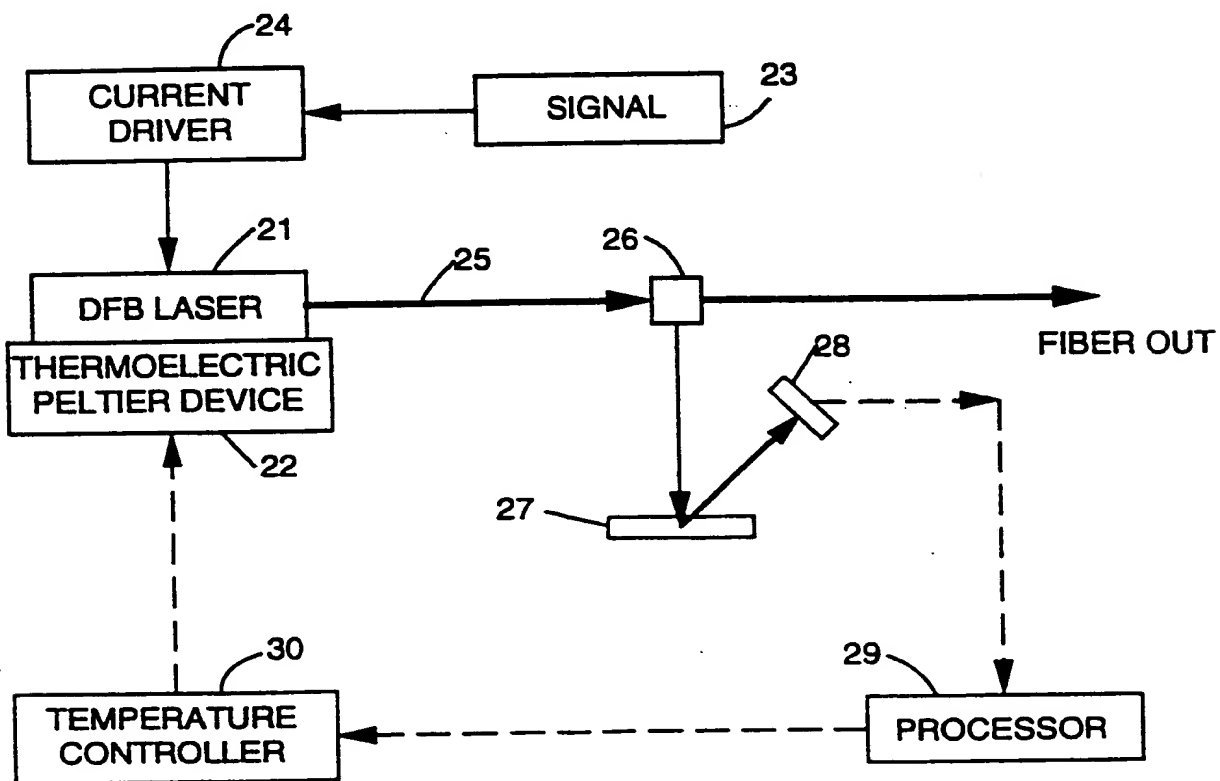 24
CURRENT
DRIVER
SIGNAL
23
21
25
26
DFB LASER
FIBER OUT
THERMOELECTRIC
PELTIER DEVICE
28
22
27
30
29
TEMPERATURE
CONTROLLER
PROCESSOR